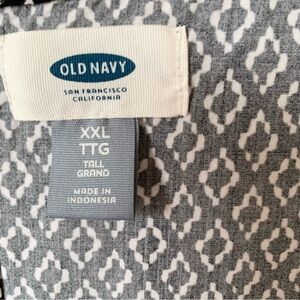 OLD NAVY
SAN FRANCISCO
CALIFORNIA
XXL
TTG
TALL
GRAND
MADE IN
INDONESIA